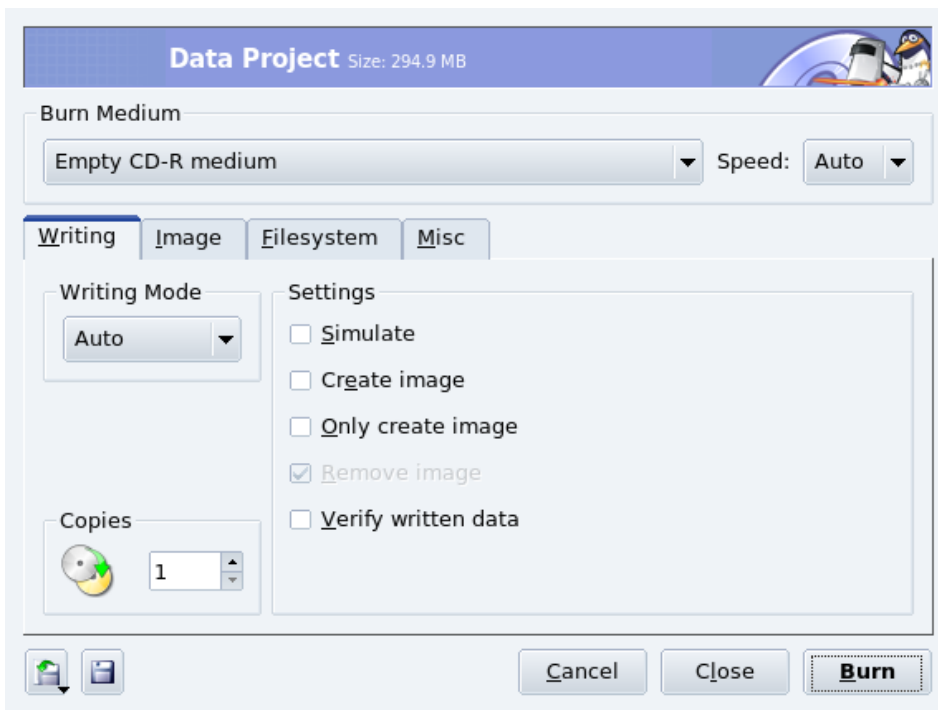 Data Project Size: 294.9 MB
Burn Medium
Empty CD-R medium Speed: Auto
Writing Image Filesystem Misc
Writing Mode
Auto
Settings
Simulate
Create image
Only create image
Remove image
Verify written data
Copies
1
Cancel Close Burn